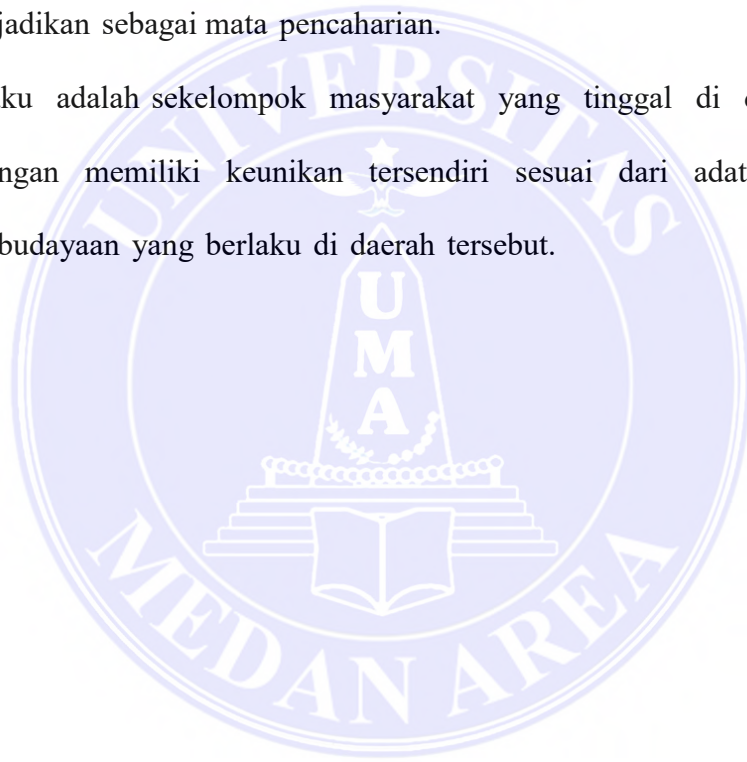 jadikan sebagai mata pencaharian.
ku adalah sekelompok masyarakat yang tinggal di
ngan memiliki keunikan tersendiri sesuai dari adat
budayaan yang berlaku di daerah tersebut.
UNIVERSITAS
U
M
A
MEDAN AREA